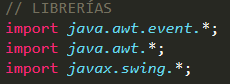 // LIBRERÍAS
import java.awt.event.*;
import java.awt.*;
import javax.swing.*;